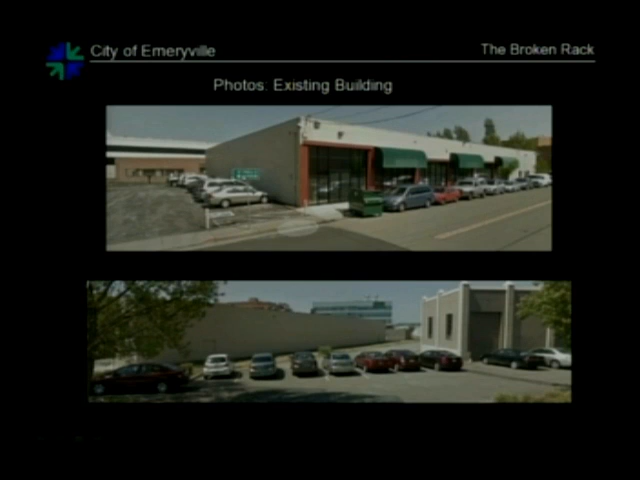 City of Emeryville
The Broken Rack
Photos: Existing Building